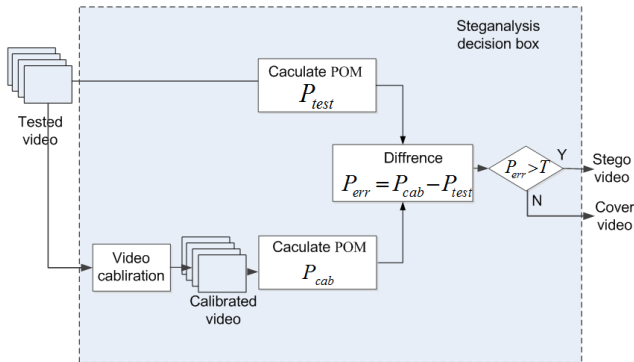 Steganalysis
decision box
Caculate POM
P_test
Tested
video
Diffrence
P_err = P_cab − P_test
P_err > T
Y
Stego
video
N
Cover
video
Video
cabliration
Caculate POM
P_cab
Calibrated
video